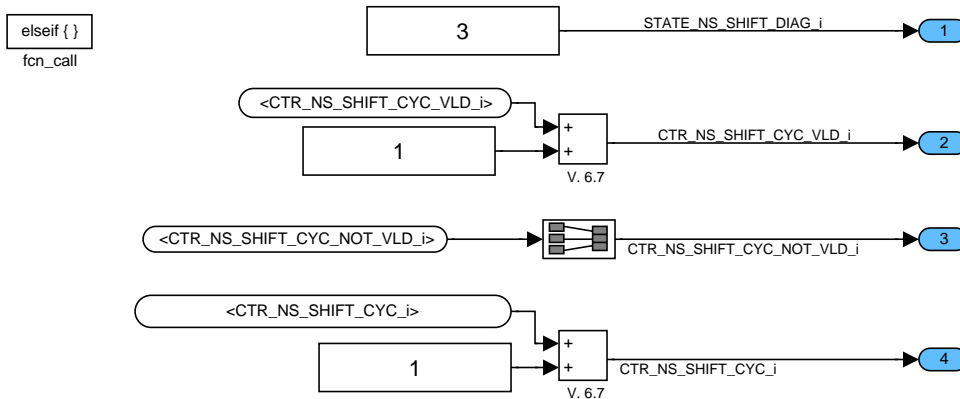 elseif { }
fcn_call
3
STATE_NS_SHIFT_DIAG_i
1
<CTR_NS_SHIFT_CYC_VLD_i>
1
+
+
V. 6.7
CTR_NS_SHIFT_CYC_VLD_i
2
<CTR_NS_SHIFT_CYC_NOT_VLD_i>
CTR_NS_SHIFT_CYC_NOT_VLD_i
3
<CTR_NS_SHIFT_CYC_i>
1
+
+
V. 6.7
CTR_NS_SHIFT_CYC_i
4